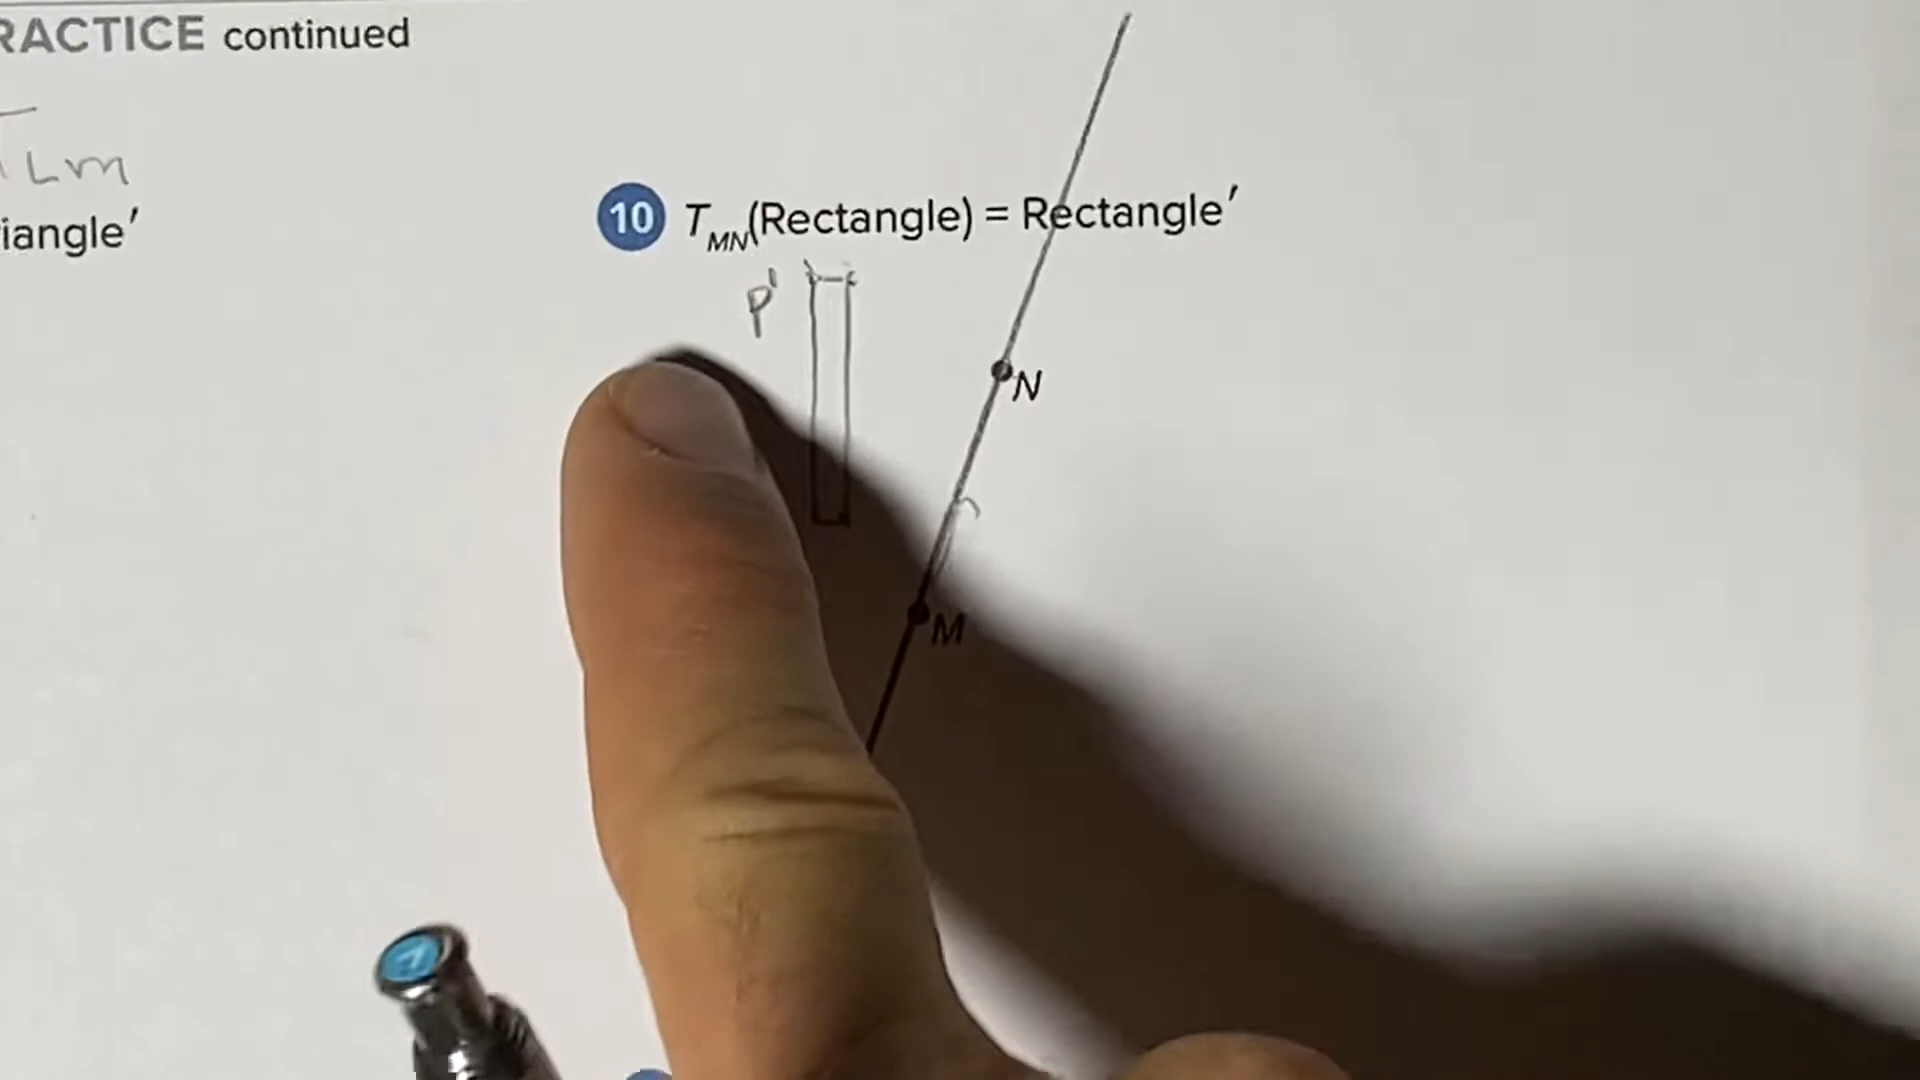 RACTICE continued
T
Lm
iangle′
10 T_MN(Rectangle) = Rectangle′
P'
N
M